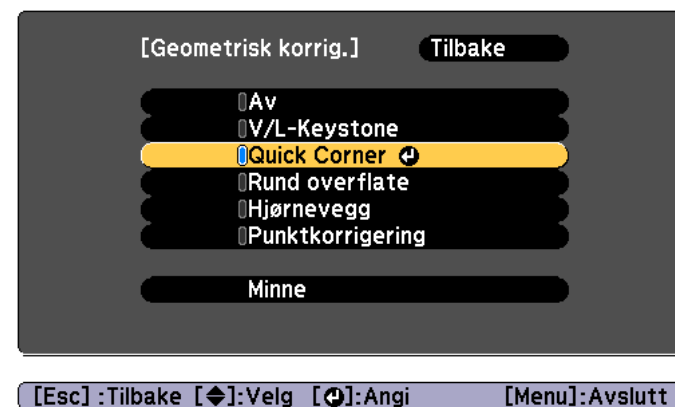 [Geometrisk korrig.] Tilbake
Av
V/L-Keystone
Quick Corner
Rund overflate
Hjørnevegg
Punktkorrigering
Minne
[Esc] :Tilbake [◆]:Velg [⏎]:Angi [Menu]:Avslutt